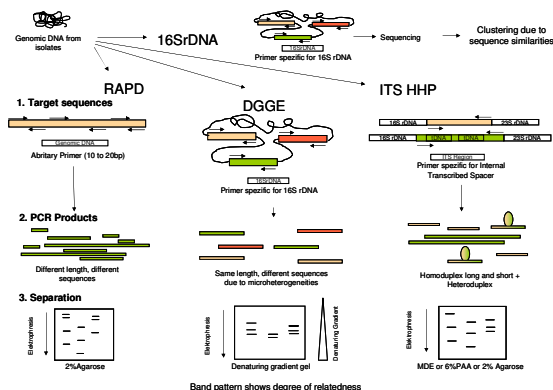 Genomic DNA from
isolates
16SrDNA
16SrDNA
Primer spezific for 16S rDNA
Sequencing
Clustering due to
sequence similarities
RAPD
DGGE
ITS HHP
1. Target sequences
Genomic DNA
Abritary Primer (10 to 20bp)
16SrDNA
Primer spezific for 16S rDNA
16S rDNA
23S rDNA
16S rDNA
tDNA
tDNA
23S rDNA
ITS Region
Primer spezific for Internal
Transcribed Spacer
2. PCR Products
Different length, different
sequences
Same length, different sequences
due to microheterogeneities
Homoduplex long and short +
Heteroduplex
3. Separation
Elektrophresis
2%Agarose
Elektrophresis
Denaturing Gradient
Denaturing gradient gel
Elektrophresis
MDE or 6%PAA or 2% Agarose
Band pattern shows degree of relatedness